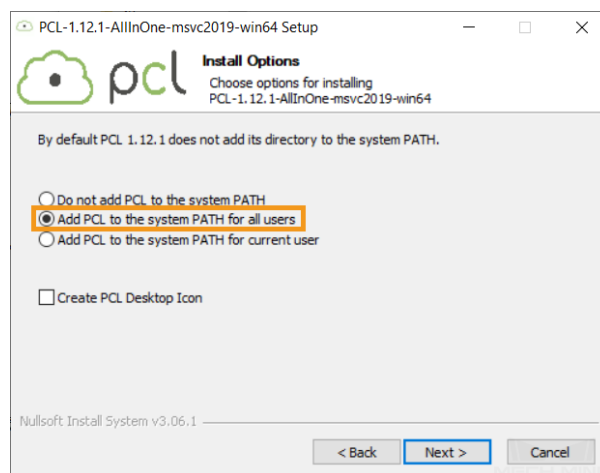 PCL-1.12.1-AllInOne-msvc2019-win64 Setup
pcl
Install Options
Choose options for installing
PCL-1.12.1-AllInOne-msvc2019-win64
By default PCL 1.12.1 does not add its directory to the system PATH.
Do not add PCL to the system PATH
Add PCL to the system PATH for all users
Add PCL to the system PATH for current user
Create PCL Desktop Icon
Nullsoft Install System v3.06.1
< Back
Next >
Cancel